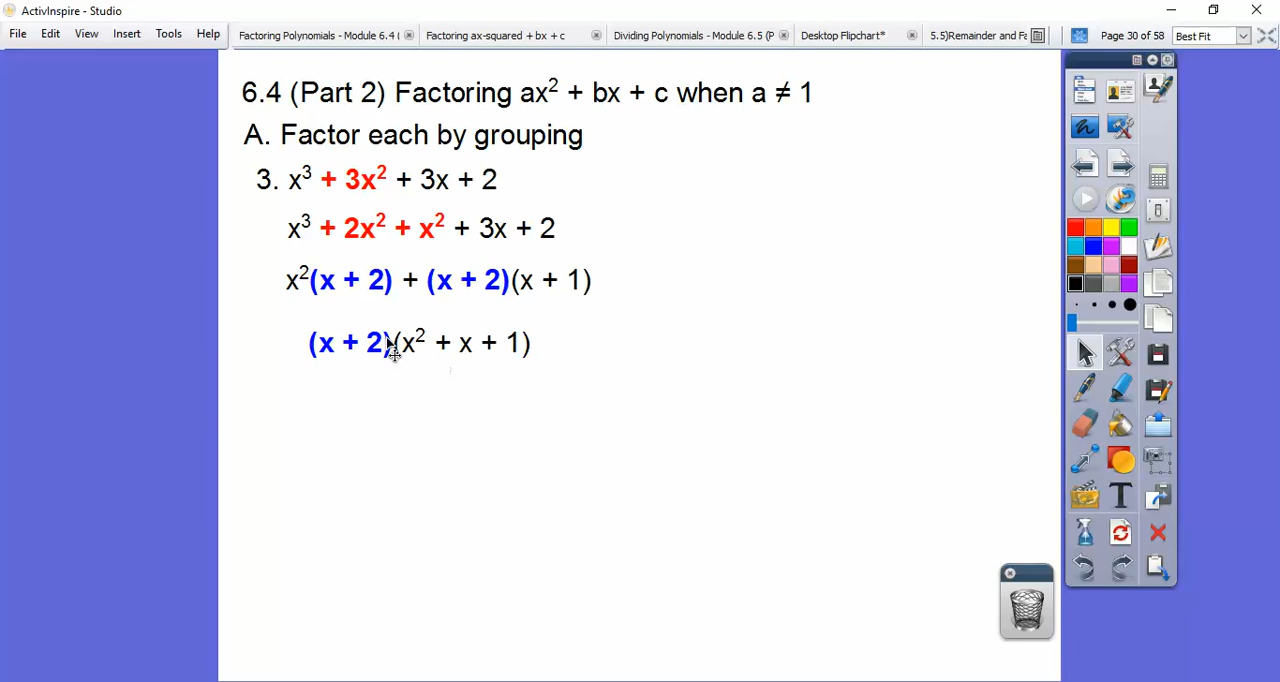 ActivInspire - Studio
File Edit View Insert Tools Help
Factoring Polynomials - Module 6.4 ( Factoring ax-squared + bx + c Dividing Polynomials - Module 6.5 (P Desktop Flipchart* 5.5)Remainder and Fa Page 30 of 58 Best Fit
6.4 (Part 2) Factoring ax² + bx + c when a ≠ 1
A. Factor each by grouping
3. x³ + 3x² + 3x + 2
x³ + 2x² + x² + 3x + 2
x²(x + 2) + (x + 2)(x + 1)
(x + 2)(x² + x + 1)